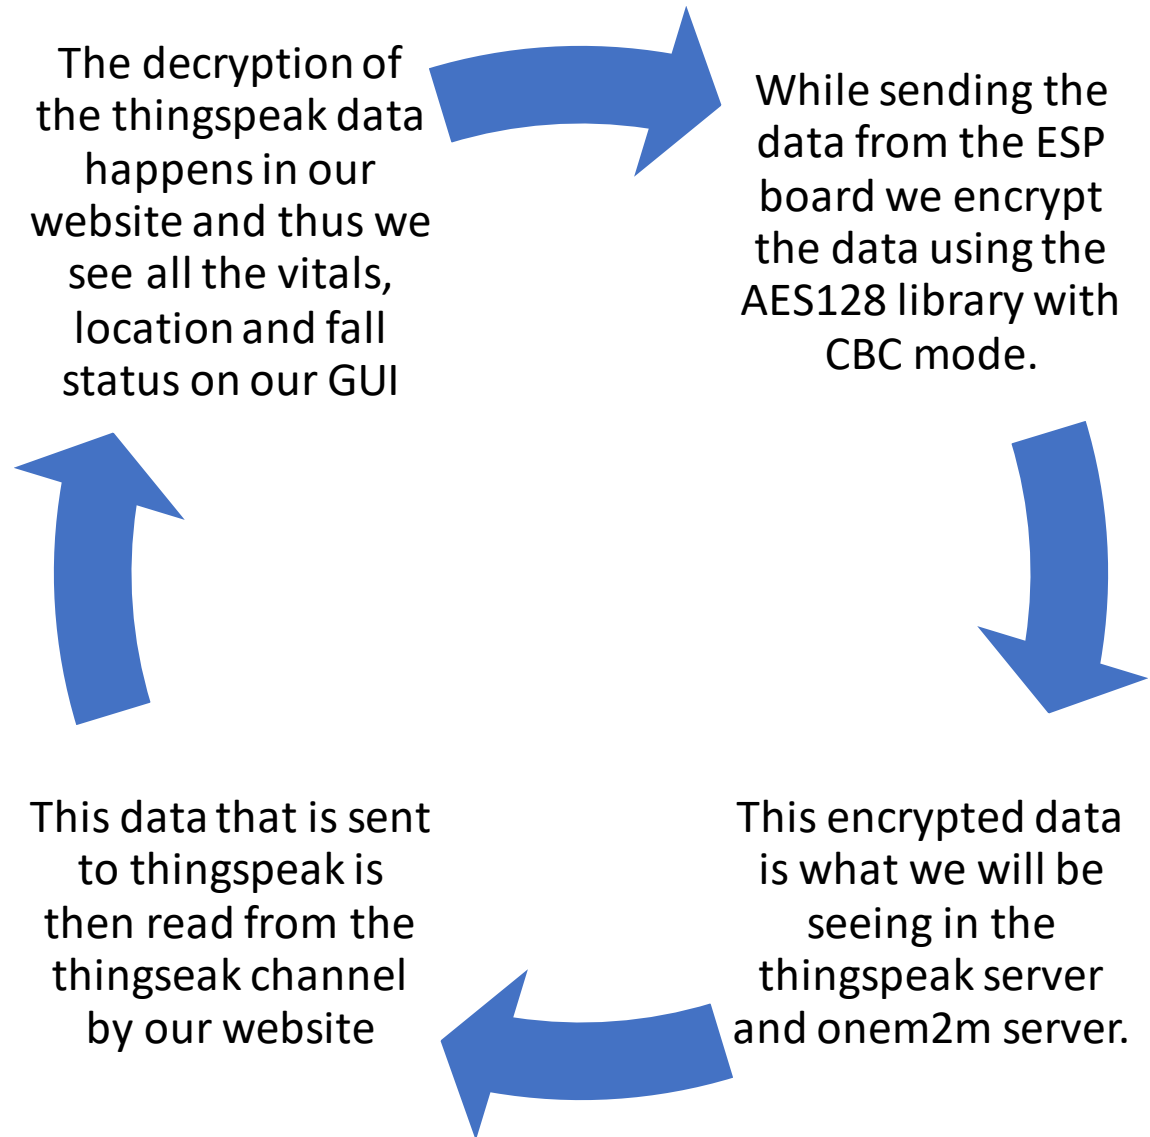 The decryption of
the thingspeak data
happens in our
website and thus we
see all the vitals,
location and fall
status on our GUI
While sending the
data from the ESP
board we encrypt
the data using the
AES128 library with
CBC mode.
This encrypted data
is what we will be
seeing in the
thingspeak server
and onem2m server.
This data that is sent
to thingspeak is
then read from the
thingseak channel
by our website